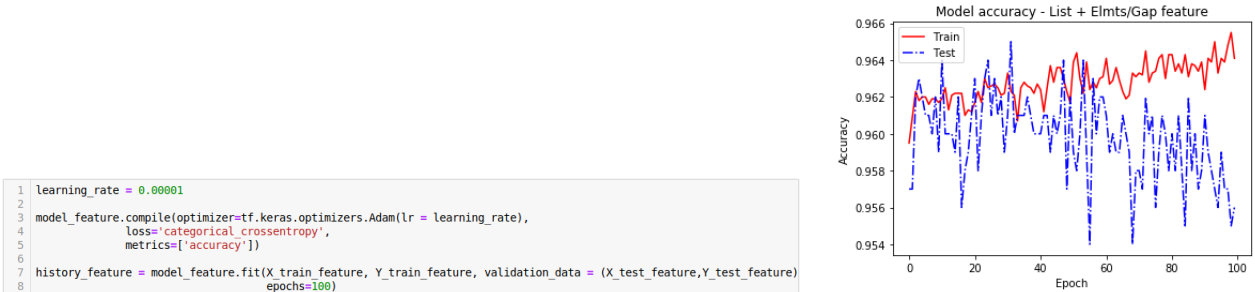 1 learning_rate = 0.00001
2
3 model_feature.compile(optimizer=tf.keras.optimizers.Adam(lr = learning_rate),
4 loss='categorical_crossentropy',
5 metrics=['accuracy'])
6
7 history_feature = model_feature.fit(X_train_feature, Y_train_feature, validation_data = (X_test_feature,Y_test_feature)
8 epochs=100)
Model accuracy - List + Elmts/Gap feature
Train
Test
0.966
0.964
0.962
0.960
0.958
0.956
0.954
Accuracy
0 20 40 60 80 100
Epoch